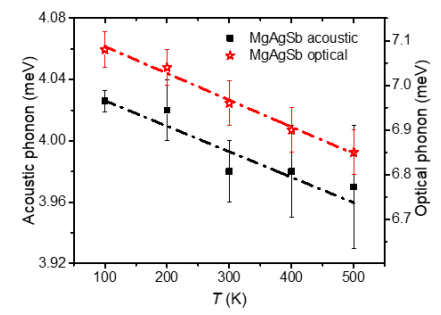 MgAgSb acoustic
MgAgSb optical
Acoustic phonon (meV)
4.08
4.04
4.00
3.96
3.92
Optical phonon (meV)
7.1
7.0
6.9
6.8
6.7
100 200 300 400 500
T (K)